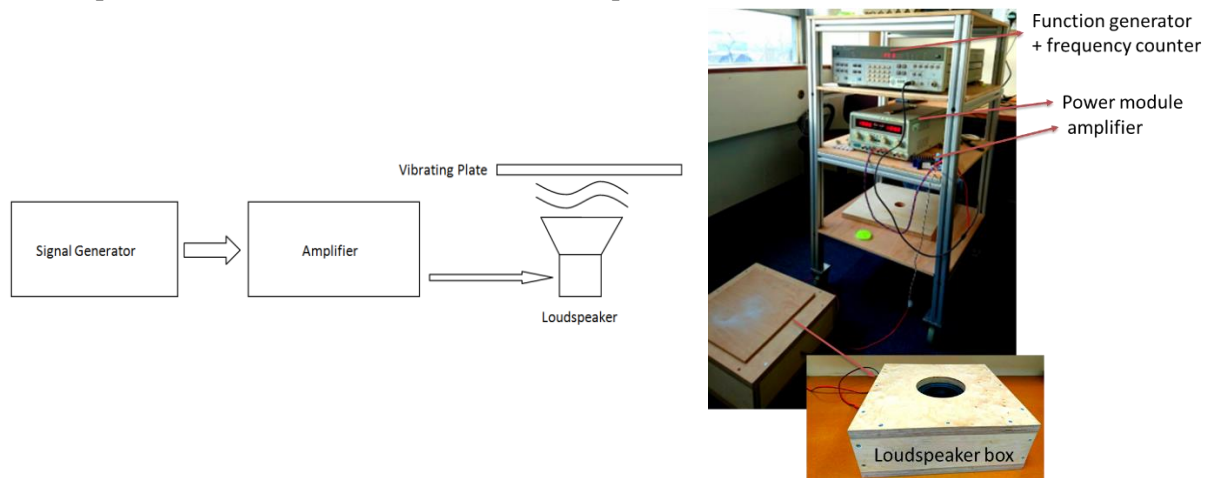 Vibrating Plate
Signal Generator
Amplifier
Loudspeaker
Function generator
+ frequency counter
Power module
amplifier
Loudspeaker box